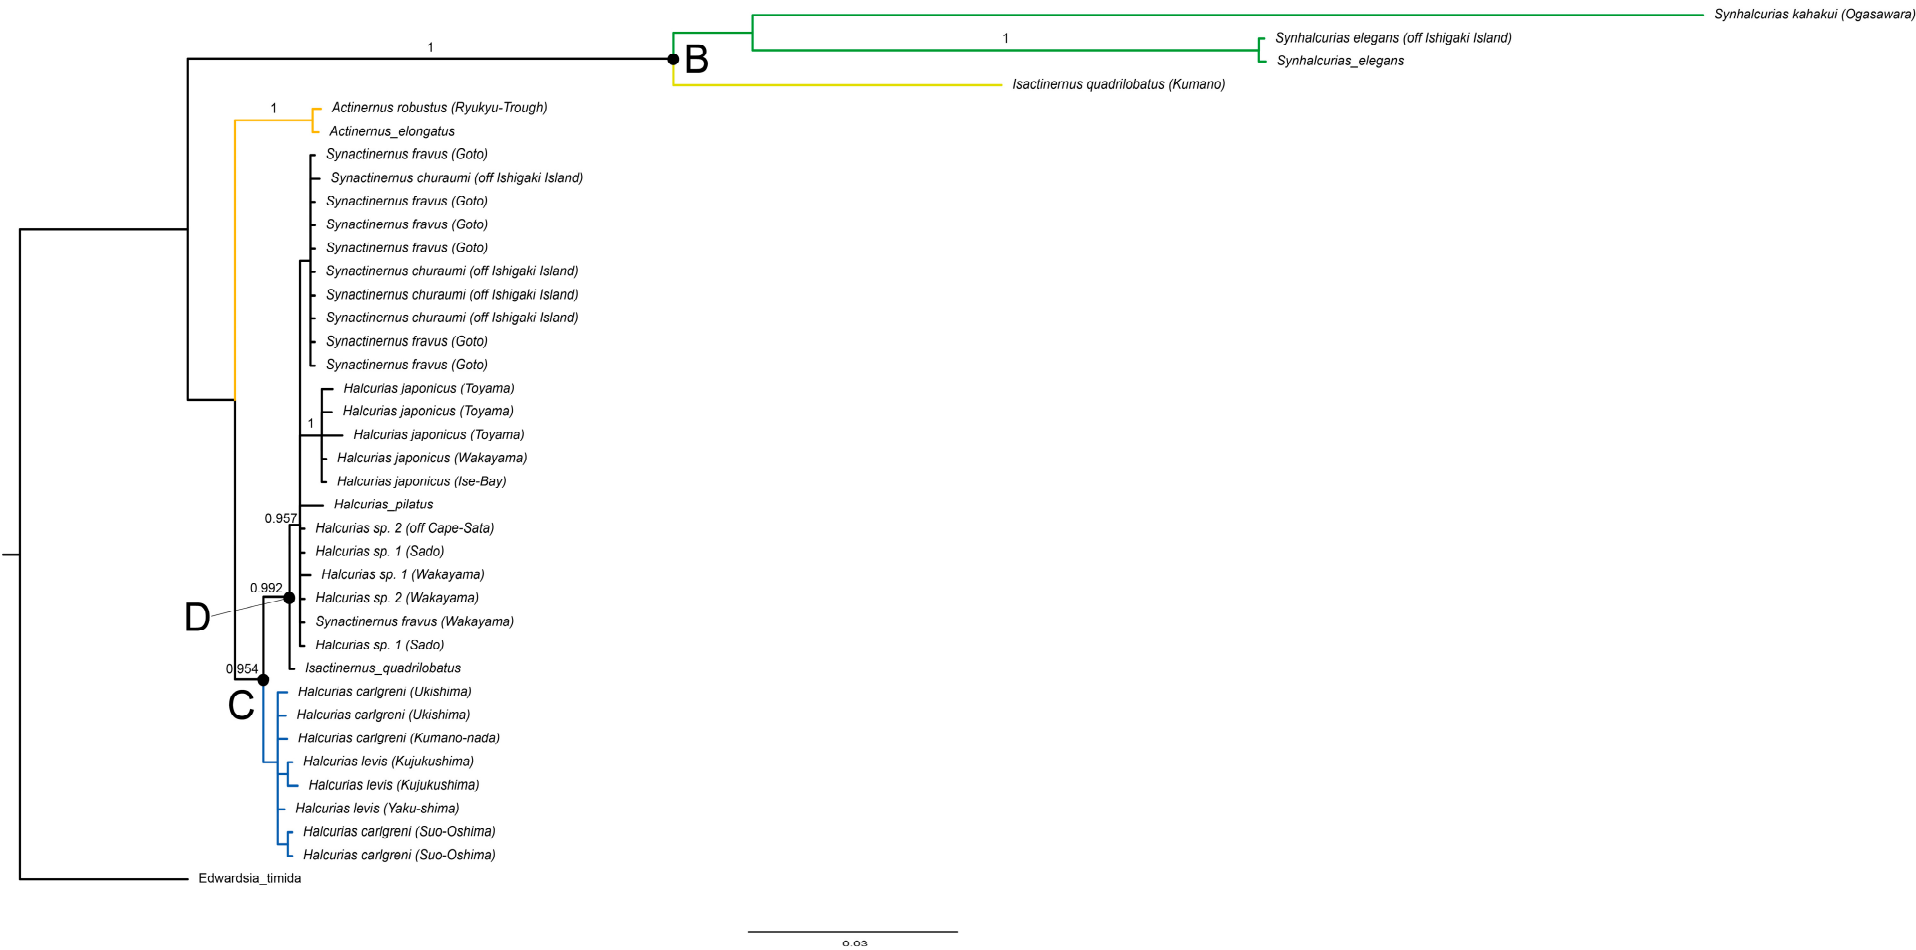 Synhalcurias kahakui (Ogasawara)
1
1
Synhalcurias elegans (off Ishigaki Island)
B
Synhalcurias_elegans
Isactinernus quadrilobatus (Kumano)
1
Actinernus robustus (Ryukyu-Trough)
Actinernus_elongatus
Synactinernus fravus (Goto)
Synactinernus churaumi (off Ishigaki Island)
Synactinernus fravus (Goto)
Synactinernus fravus (Goto)
Synactinernus fravus (Goto)
Synactinernus churaumi (off Ishigaki Island)
Synactinernus churaumi (off Ishigaki Island)
Synactinernus churaumi (off Ishigaki Island)
Synactinernus fravus (Goto)
Synactinernus fravus (Goto)
Halcurias japonicus (Toyama)
Halcurias japonicus (Toyama)
1
Halcurias japonicus (Toyama)
Halcurias japonicus (Wakayama)
Halcurias japonicus (Ise-Bay)
Halcurias_pilatus
0.957
Halcurias sp. 2 (off Cape-Sata)
Halcurias sp. 1 (Sado)
Halcurias sp. 1 (Wakayama)
0.992
Halcurias sp. 2 (Wakayama)
D
Synactinernus fravus (Wakayama)
Halcurias sp. 1 (Sado)
0.954
Isactinernus_quadrilobatus
C
Halcurias carlgreni (Ukishima)
Halcurias carlgreni (Ukishima)
Halcurias carlgreni (Kumano-nada)
Halcurias levis (Kujukushima)
Halcurias levis (Kujukushima)
Halcurias levis (Yaku-shima)
Halcurias carlgreni (Suo-Oshima)
Halcurias carlgreni (Suo-Oshima)
Edwardsia_timida